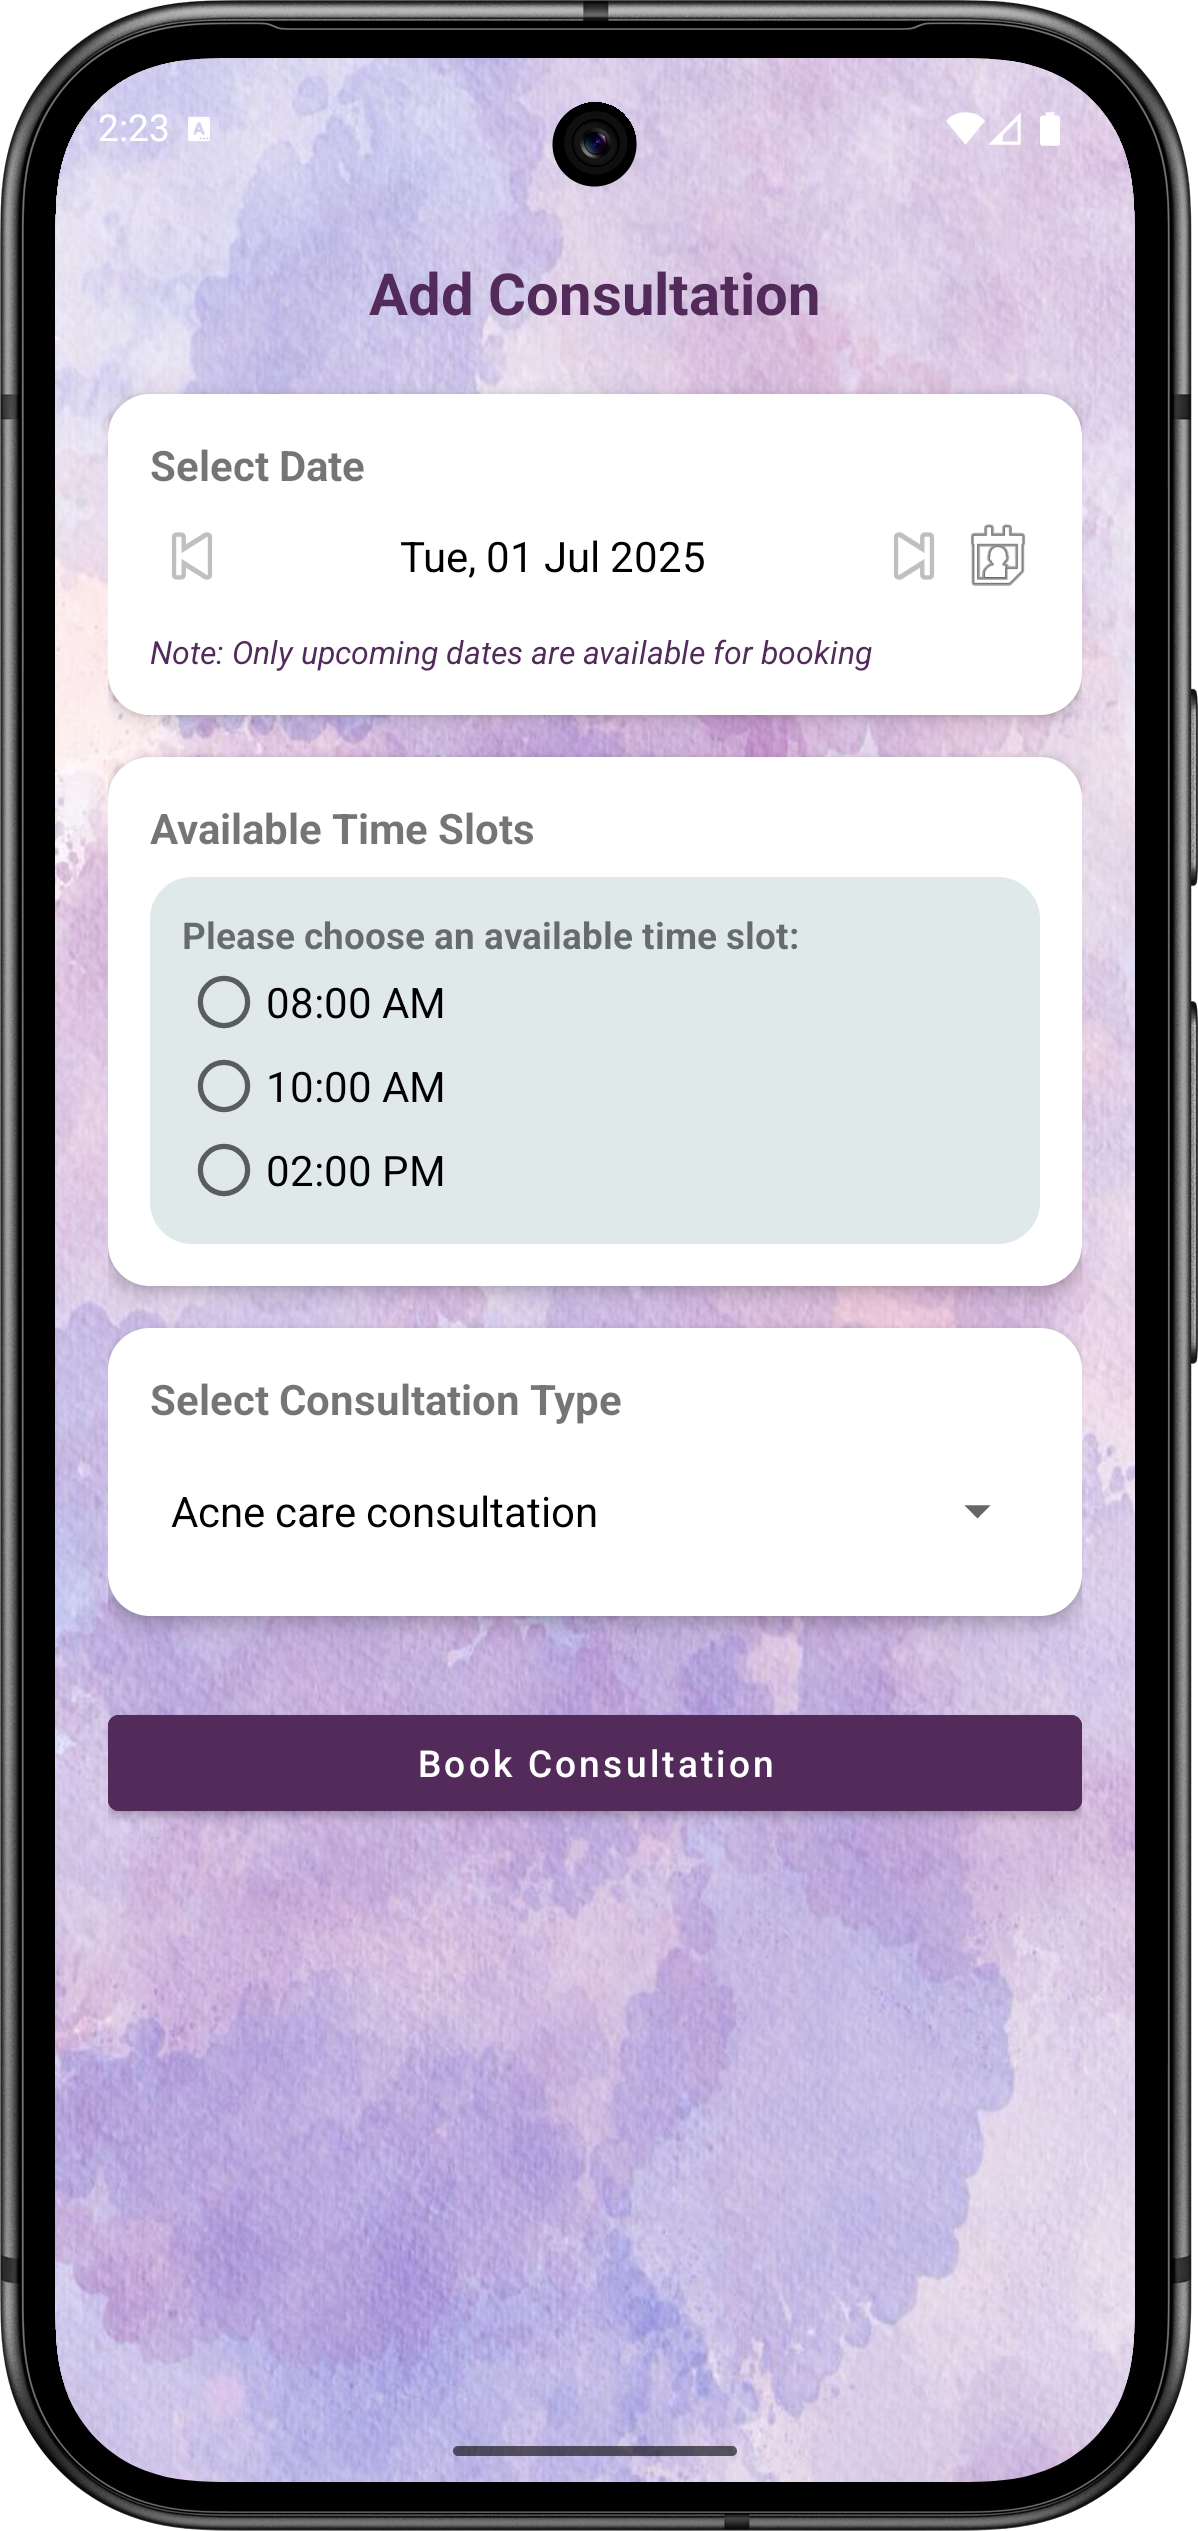 2:23
Add Consultation
Select Date
Tue, 01 Jul 2025
Note: Only upcoming dates are available for booking
Available Time Slots
Please choose an available time slot:
08:00 AM
10:00 AM
02:00 PM
Select Consultation Type
Acne care consultation
Book Consultation